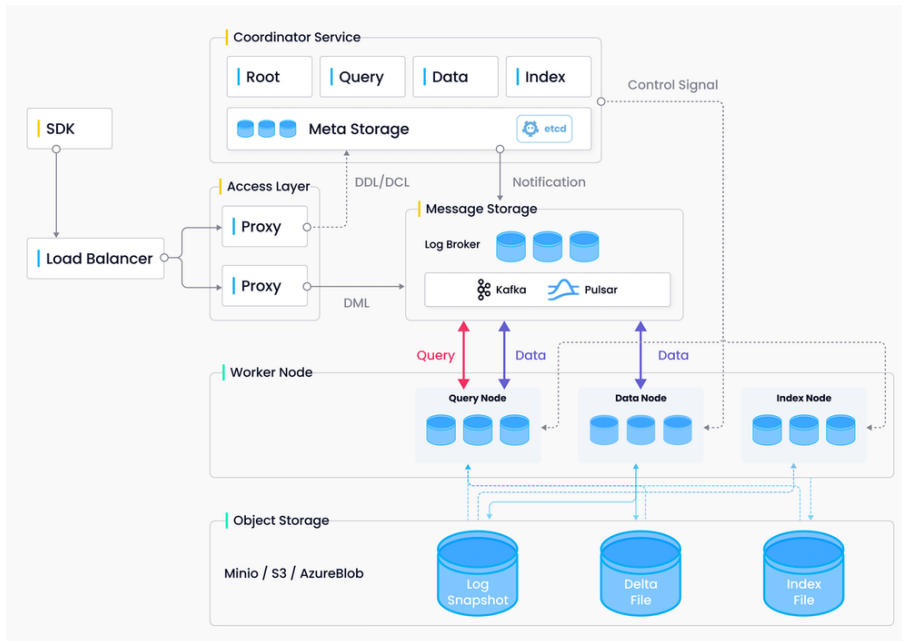 Coordinator Service
Root
Query
Data
Index
Control Signal
SDK
Meta Storage
etcd
Access Layer
DDL/DCL
Notification
Message Storage
Proxy
Log Broker
Load Balancer
Proxy
Kafka
Pulsar
DML
Query
Data
Data
Worker Node
Query Node
Data Node
Index Node
Object Storage
Minio / S3 / AzureBlob
Log
Snapshot
Delta
File
Index
File